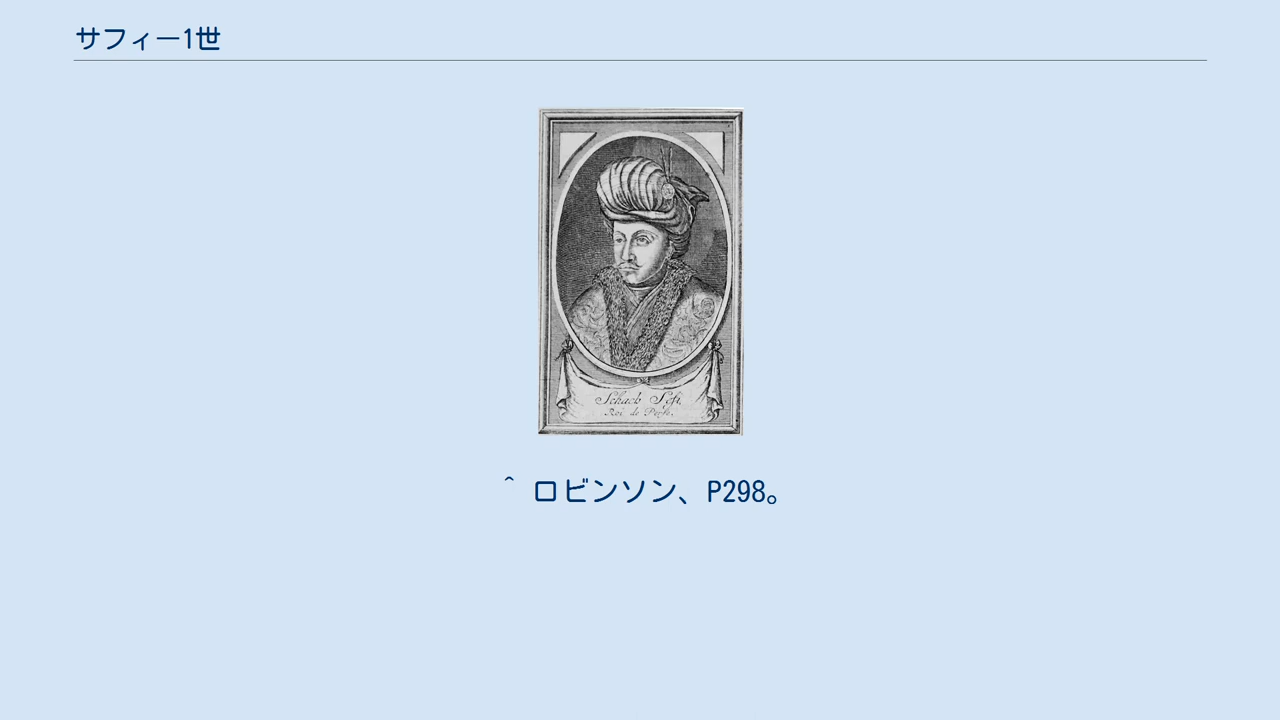 サフィー1世
Schach Sefi.
Roi de Perse.
^ ロビンソン、P298。